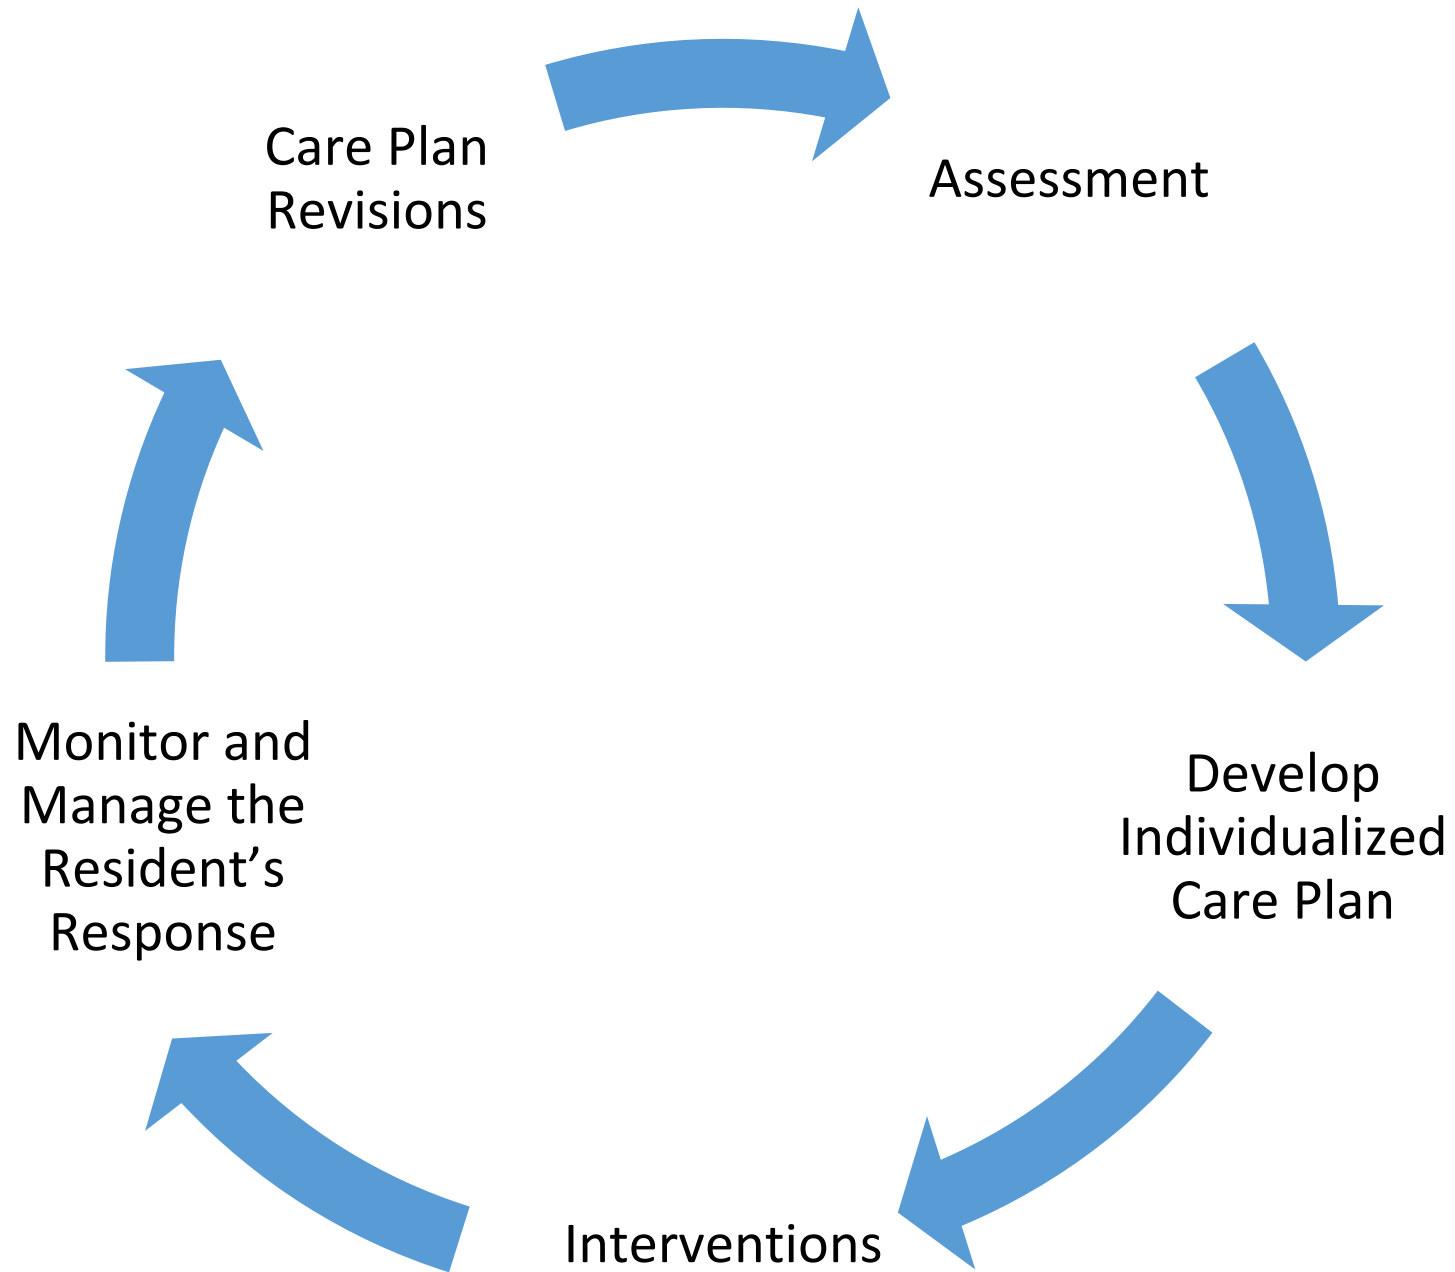 Care Plan
Revisions
Assessment
Develop
Individualized
Care Plan
Interventions
Monitor and
Manage the
Resident’s
Response